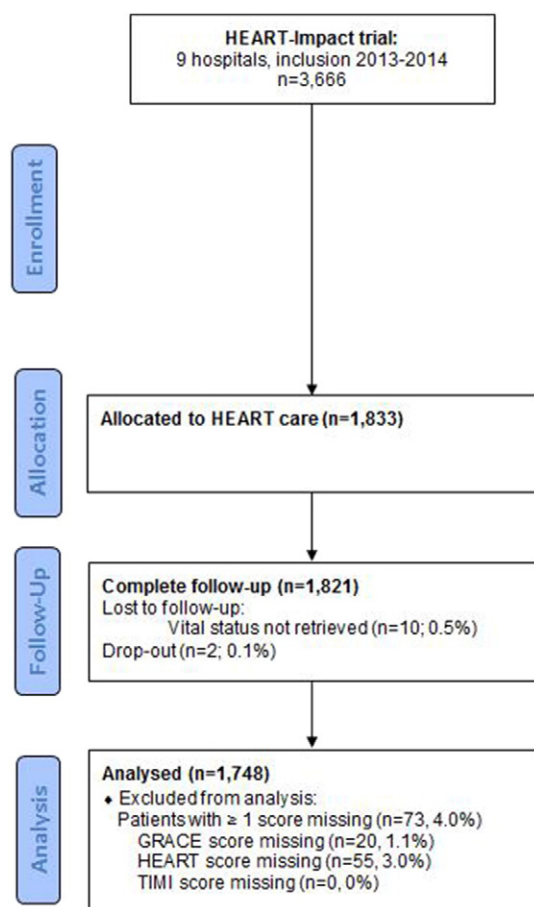 HEART-Impact trial:
9 hospitals, inclusion 2013-2014
n=3,666
Enrollment
Allocation
Allocated to HEART care (n=1,833)
Follow-Up
Complete follow-up (n=1,821)
Lost to follow-up:
Vital status not retrieved (n=10; 0.5%)
Drop-out (n=2; 0.1%)
Analysis
Analysed (n=1,748)
♦ Excluded from analysis:
Patients with ≥ 1 score missing (n=73, 4.0%)
GRACE score missing (n=20, 1.1%)
HEART score missing (n=55, 3.0%)
TIMI score missing (n=0, 0%)